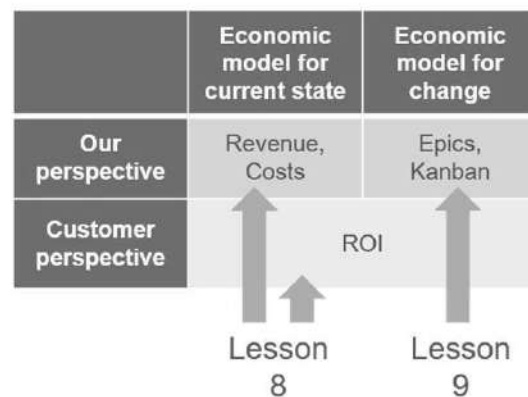 Economic
model for
current state
Economic
model for
change
Our
perspective
Revenue,
Costs
Epics,
Kanban
Customer
perspective
ROI
Lesson
8
Lesson
9